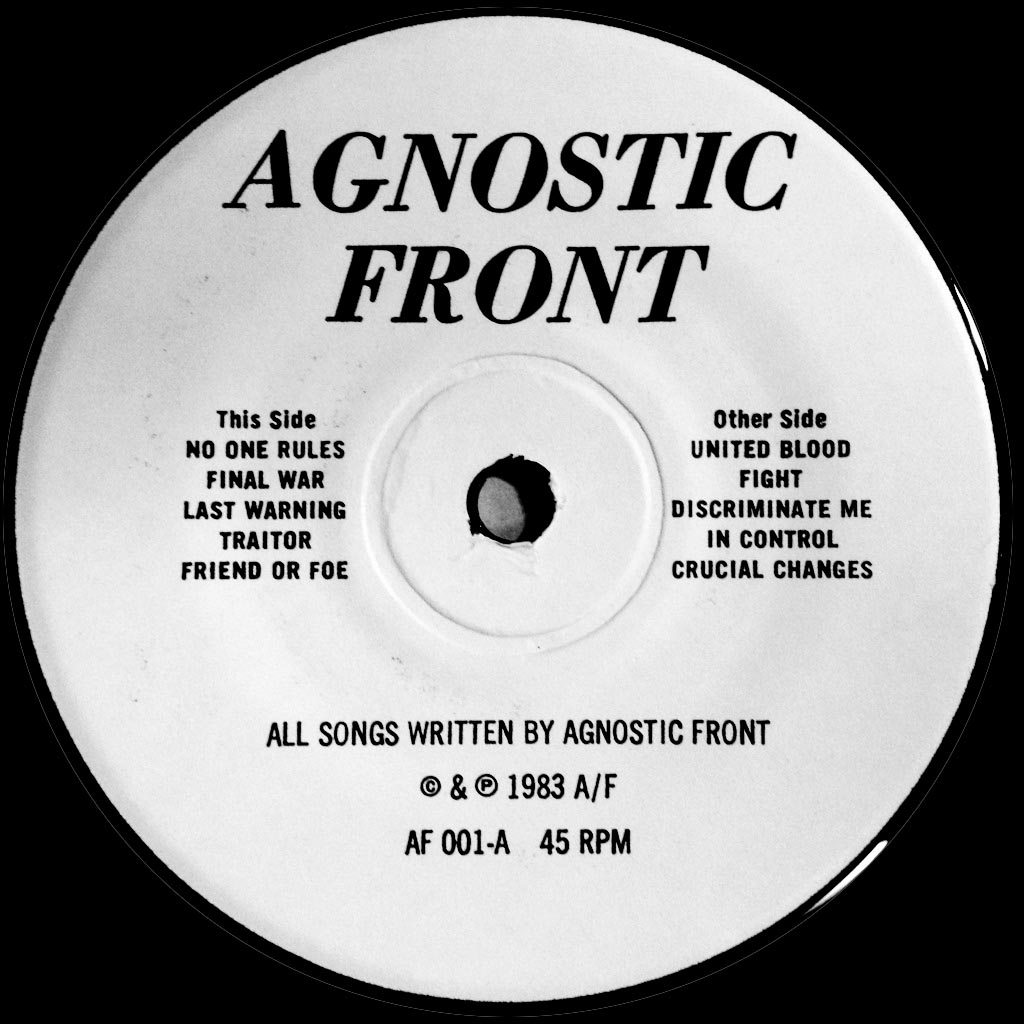 AGNOSTIC
FRONT
This Side
NO ONE RULES
FINAL WAR
LAST WARNING
TRAITOR
FRIEND OR FOE
Other Side
UNITED BLOOD
FIGHT
DISCRIMINATE ME
IN CONTROL
CRUCIAL CHANGES
ALL SONGS WRITTEN BY AGNOSTIC FRONT
© & ℗ 1983 A/F
AF 001-A 45 RPM